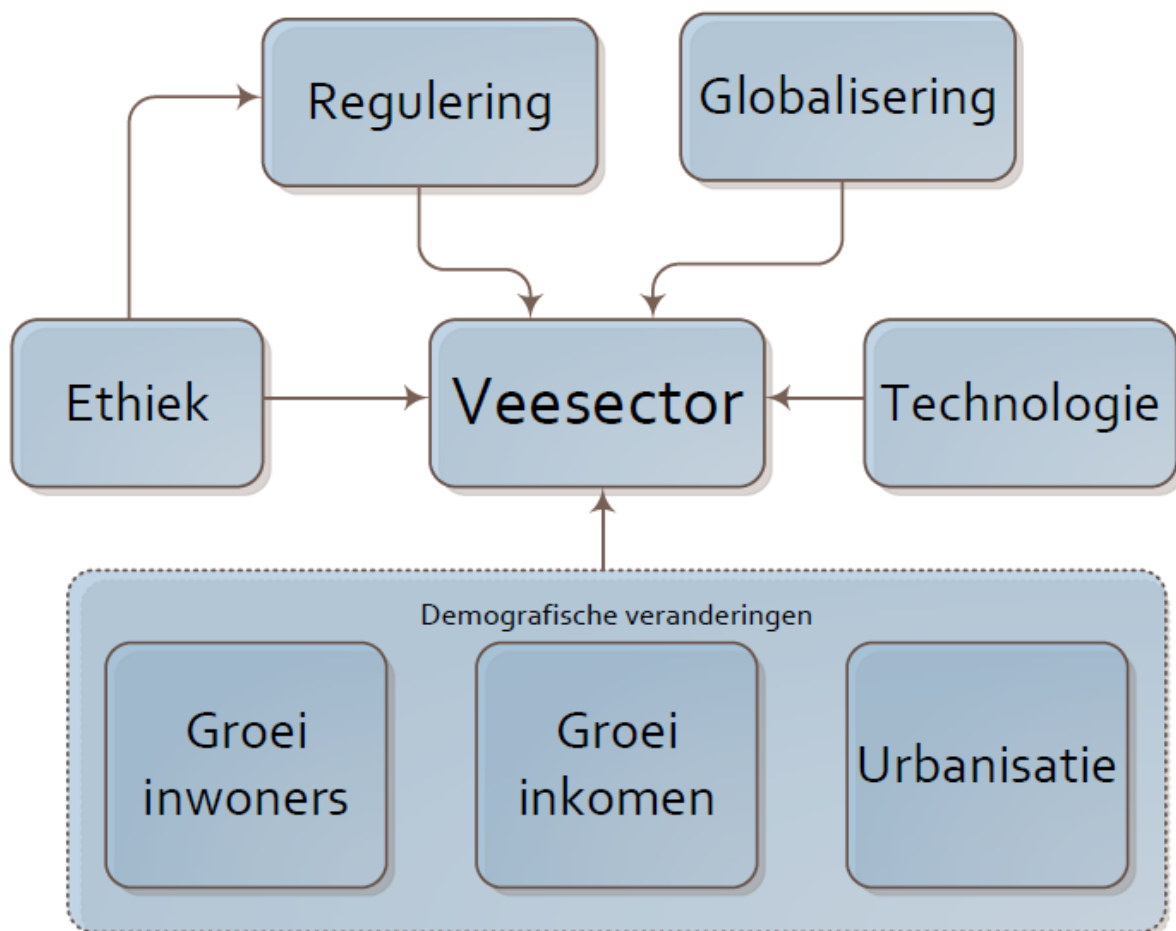 Regulering
Globalisering
Ethiek
Veesector
Technologie
Demografische veranderingen
Groei
inwoners
Groei
inkomen
Urbanisatie